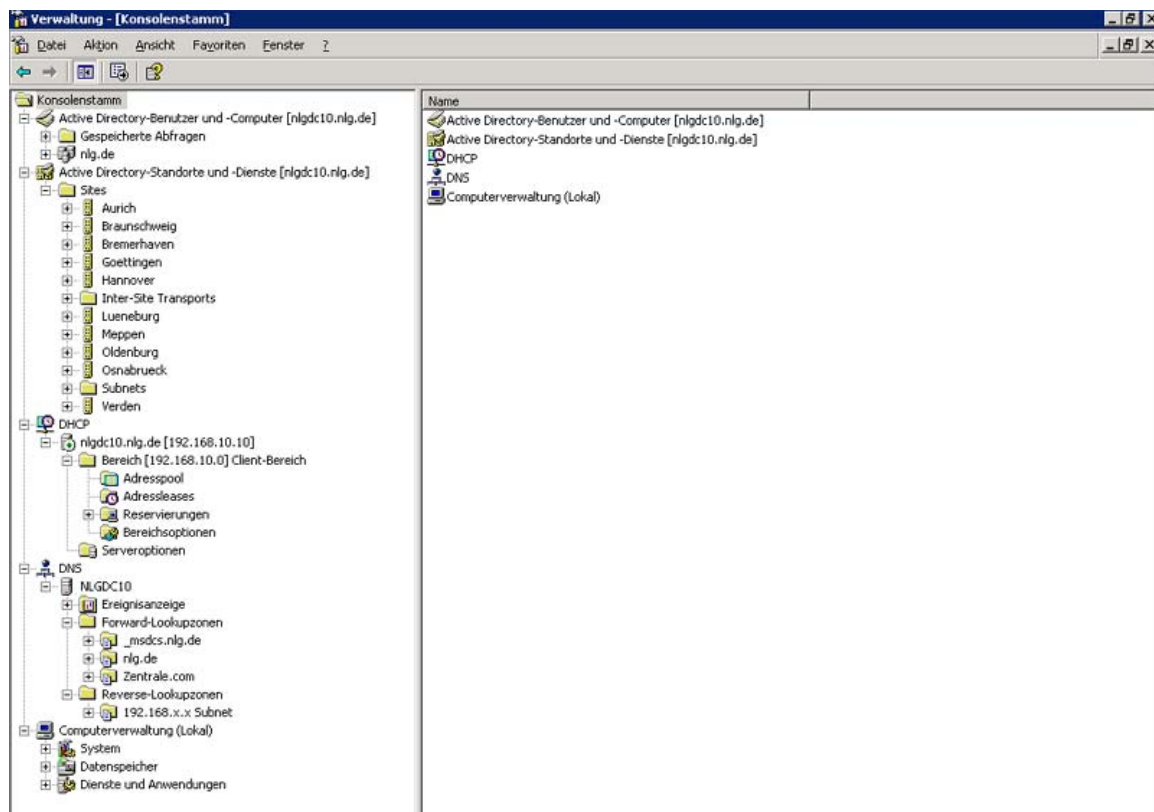 Verwaltung - [Konsolenstamm]
Datei Aktion Ansicht Favoriten Fenster ?
Konsolenstamm
Active Directory-Benutzer und -Computer [nlgdc10.nlg.de]
Gespeicherte Abfragen
nlg.de
Active Directory-Standorte und -Dienste [nlgdc10.nlg.de]
Sites
Aurich
Braunschweig
Bremerhaven
Goettingen
Hannover
Inter-Site Transports
Lueneburg
Meppen
Oldenburg
Osnabrueck
Subnets
Verden
DHCP
nlgdc10.nlg.de [192.168.10.10]
Bereich [192.168.10.0] Client-Bereich
Adresspool
Adressleases
Reservierungen
Bereichsoptionen
Serveroptionen
DNS
NLGDC10
Ereignisanzeige
Forward-Lookupzonen
_msdcs.nlg.de
nlg.de
Zentrale.com
Reverse-Lookupzonen
192.168.x.x Subnet
Computerverwaltung (Lokal)
System
Datenspeicher
Dienste und Anwendungen
Name
Active Directory-Benutzer und -Computer [nlgdc10.nlg.de]
Active Directory-Standorte und -Dienste [nlgdc10.nlg.de]
DHCP
DNS
Computerverwaltung (Lokal)